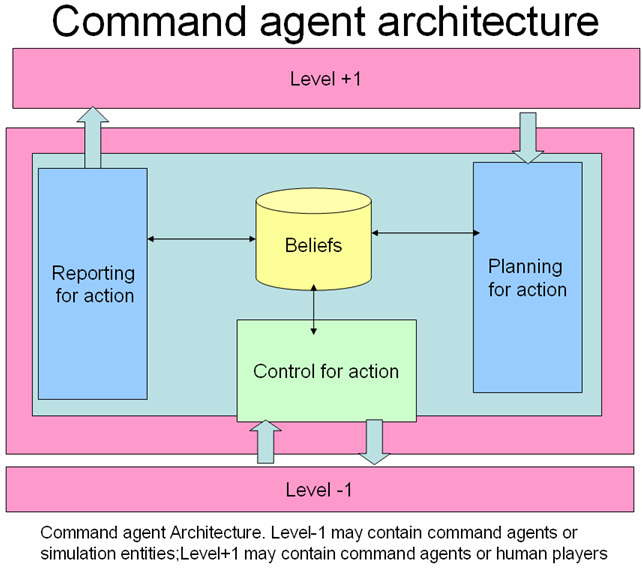 Command agent architecture
Level +1
Beliefs
Reporting
for action
Planning
for action
Control for action
Level -1
Command agent Architecture. Level-1 may contain command agents or
simulation entities;Level+1 may contain command agents or human players